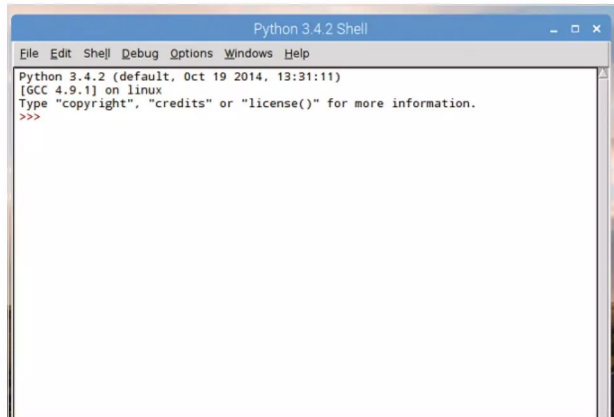 Python 3.4.2 Shell
File Edit Shell Debug Options Windows Help
Python 3.4.2 (default, Oct 19 2014, 13:31:11)
[GCC 4.9.1] on linux
Type "copyright", "credits" or "license()" for more information.
>>>